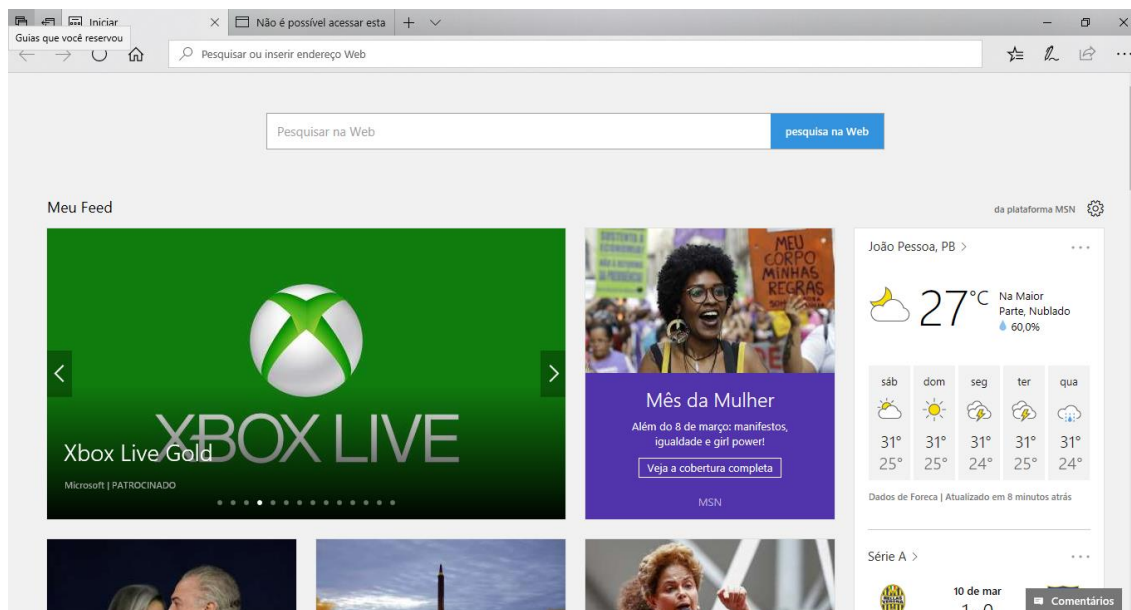 Iniciar
Não é possível acessar esta
Guias que você reservou
Pesquisar ou inserir endereço Web
Pesquisar na Web
pesquisa na Web
Meu Feed
da plataforma MSN
XBOX LIVE
Xbox Live Gold
Microsoft | PATROCINADO
MEU
CORPO
MINHAS
REGRAS
Mês da Mulher
Além do 8 de março: manifestos,
igualdade e girl power!
Veja a cobertura completa
MSN
João Pessoa, PB >
27°C
Na Maior
Parte, Nublado
60,0%
sáb dom seg ter qua
31° 31° 31° 31° 31°
25° 25° 24° 25° 24°
Dados de Foreca | Atualizado em 8 minutos atrás
Série A >
10 de mar
Comentários